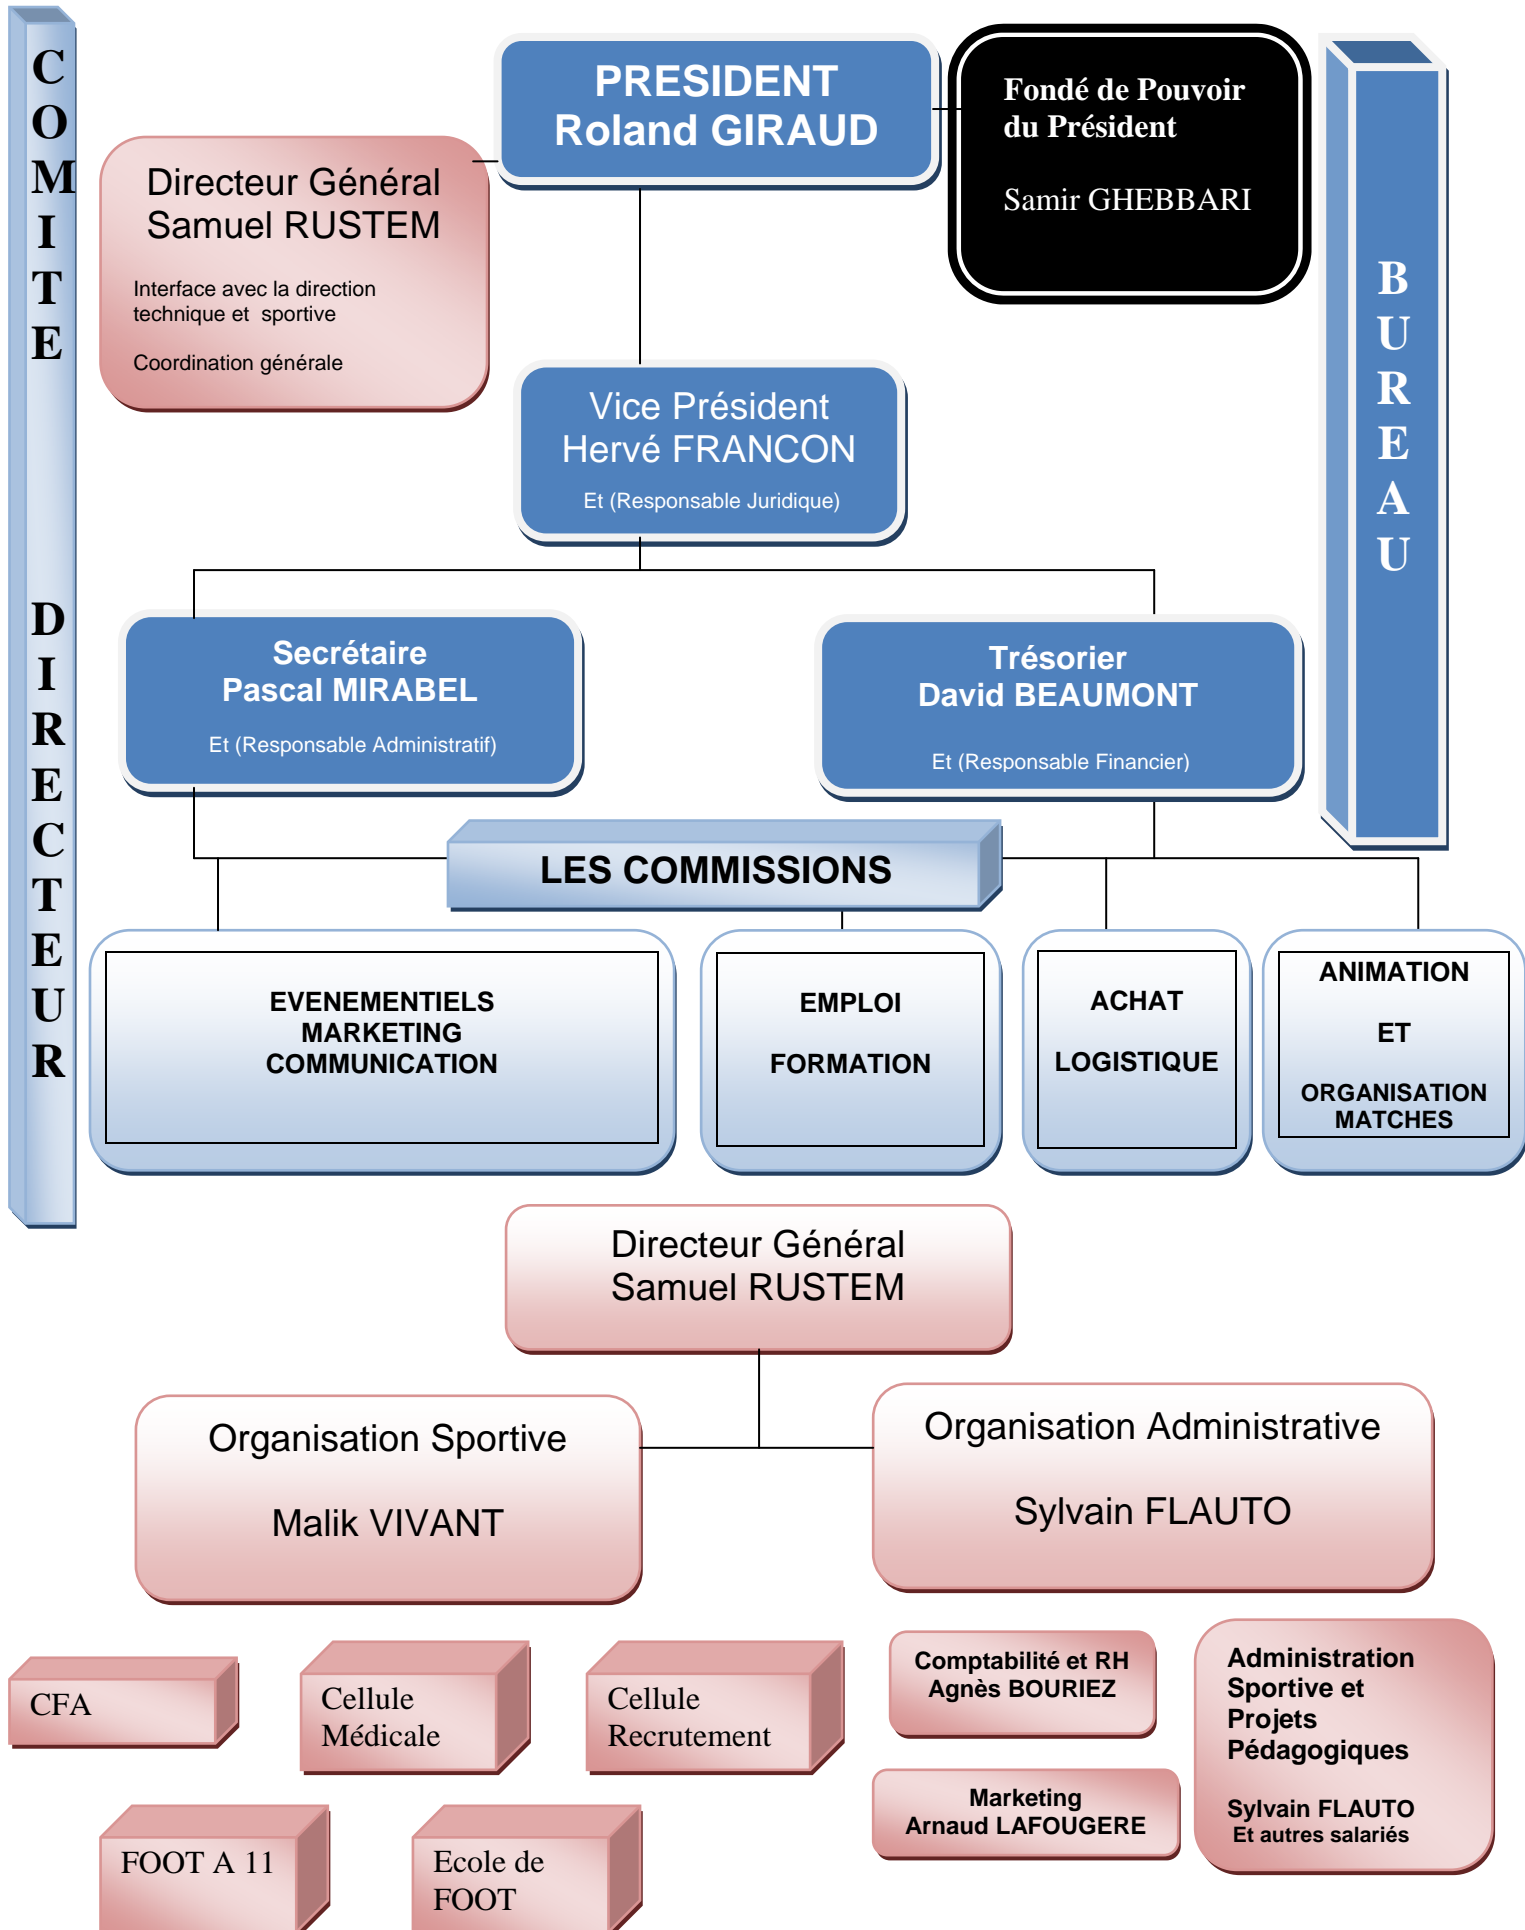 COMITE DIRECTEUR
PRESIDENT
Roland GIRAUD
Fondé de Pouvoir
du Président
Samir GHEBBARI
BUREAU
Directeur Général
Samuel RUSTEM
Interface avec la direction
technique et sportive
Coordination générale
Vice Président
Hervé FRANCON
Et (Responsable Juridique)
Secrétaire
Pascal MIRABEL
Et (Responsable Administratif)
Trésorier
David BEAUMONT
Et (Responsable Financier)
LES COMMISSIONS
EVENEMENTIELS
MARKETING
COMMUNICATION
EMPLOI
FORMATION
ACHAT
LOGISTIQUE
ANIMATION
ET
ORGANISATION
MATCHES
Directeur Général
Samuel RUSTEM
Organisation Sportive
Malik VIVANT
Organisation Administrative
Sylvain FLAUTO
CFA
Cellule
Médicale
Cellule
Recrutement
FOOT A 11
Ecole de
FOOT
Comptabilité et RH
Agnès BOURIEZ
Marketing
Arnaud LAFOUGERE
Administration
Sportive et
Projets
Pédagogiques
Sylvain FLAUTO
Et autres salariés